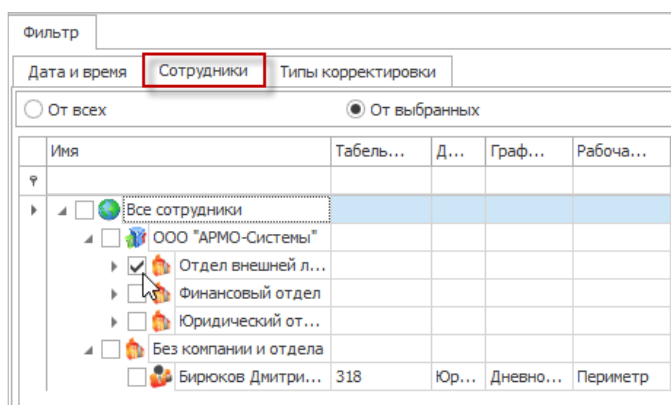 Фильтр
Дата и время Сотрудники Типы корректировки
От всех От выбранных
Имя Табель... Д... Граф... Рабоча...
Все сотрудники
ООО "АРМО-Системы"
Отдел внешней л...
Финансовый отдел
Юридический от...
Без компании и отдела
Бирюков Дмитри... 318 Юр... Дневно... Периметр